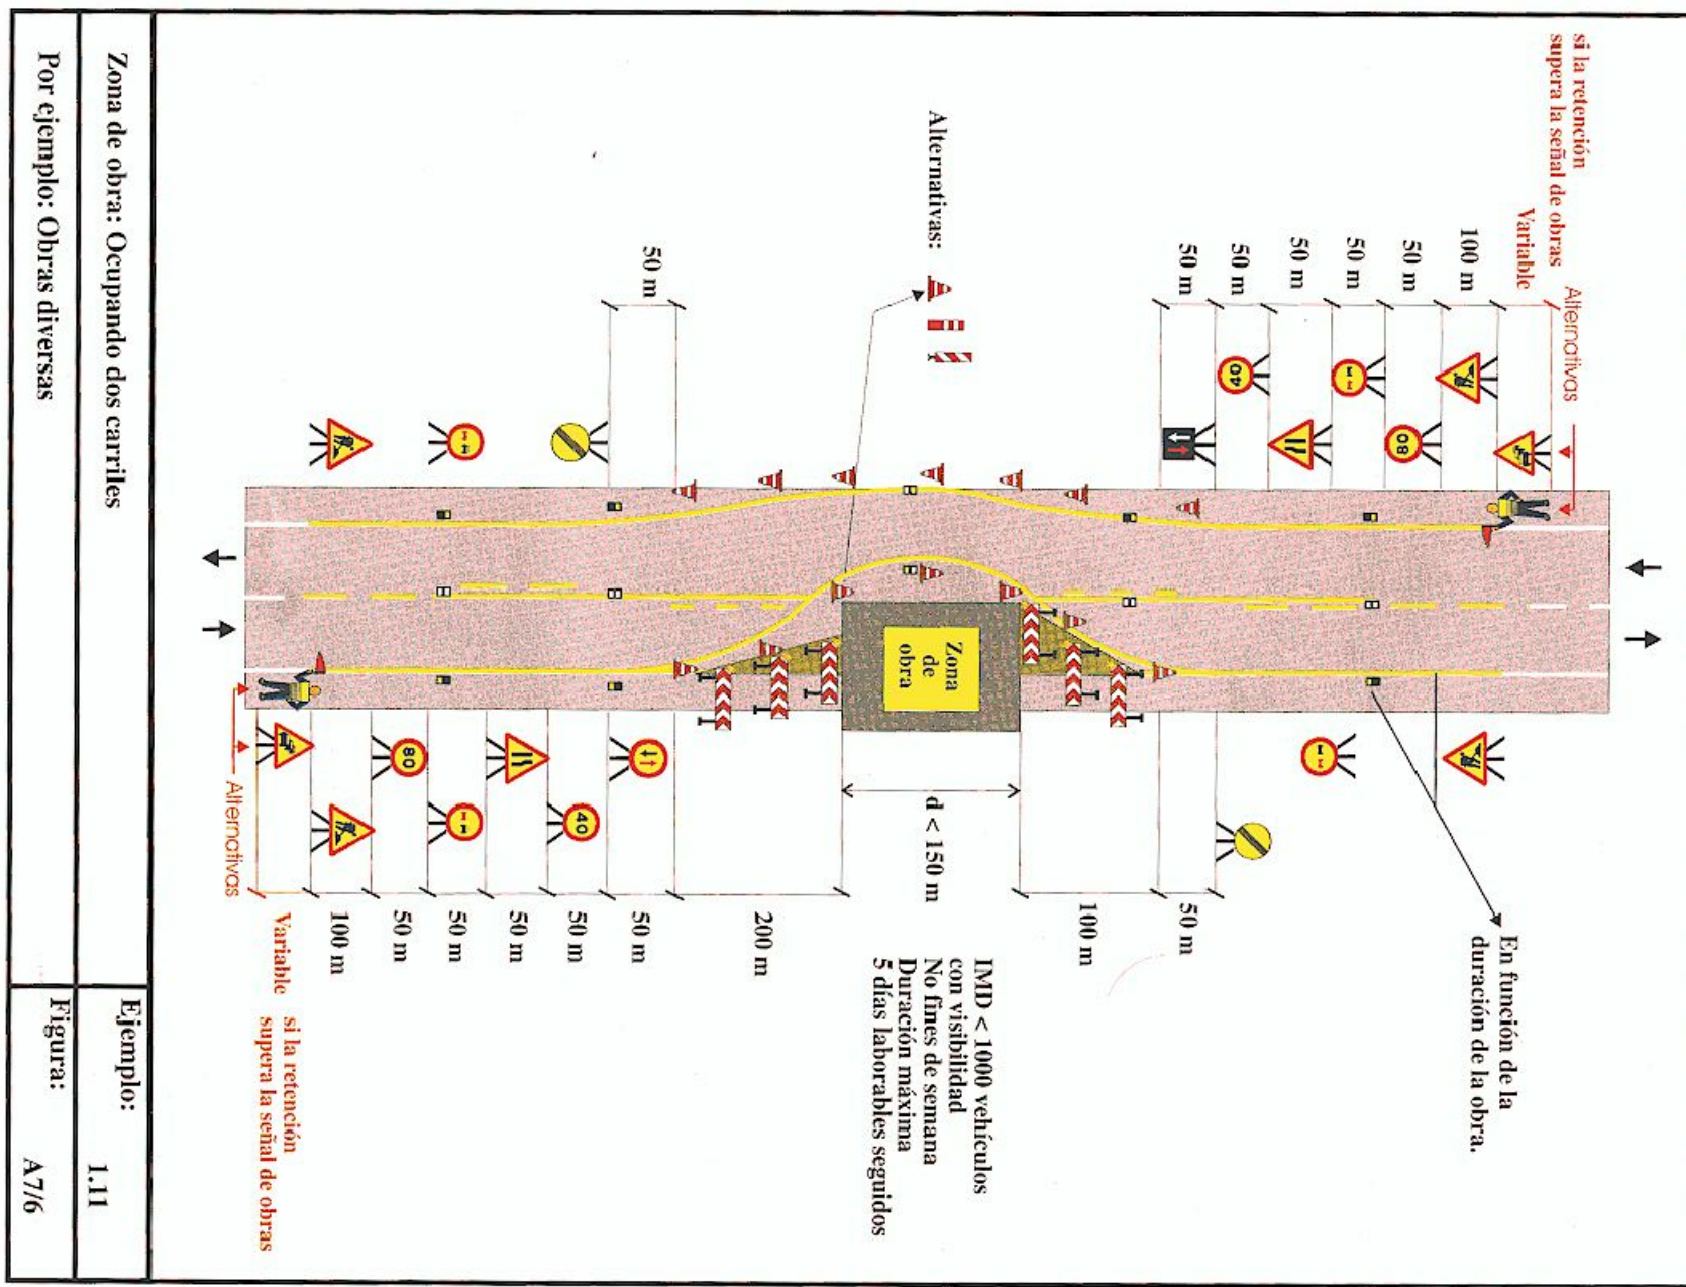 si la retención
supera la señal de obras
Variable
Alternativas
100 m
50 m
50 m
50 m
50 m
50 m
80
40
Alternativas:
50 m
Zona
de
obra
En función de la
duración de la obra.
50 m
100 m
d < 150 m
IMD < 1000 vehículos
con visibilidad
No fines de semana
Duración máxima
5 días laborables seguidos
200 m
50 m
50 m
50 m
50 m
50 m
100 m
40
80
Alternativas
Variable
si la retención
supera la señal de obras
Zona de obra: Ocupando dos carriles
Por ejemplo: Obras diversas
Ejemplo:
1.11
Figura:
A7/6